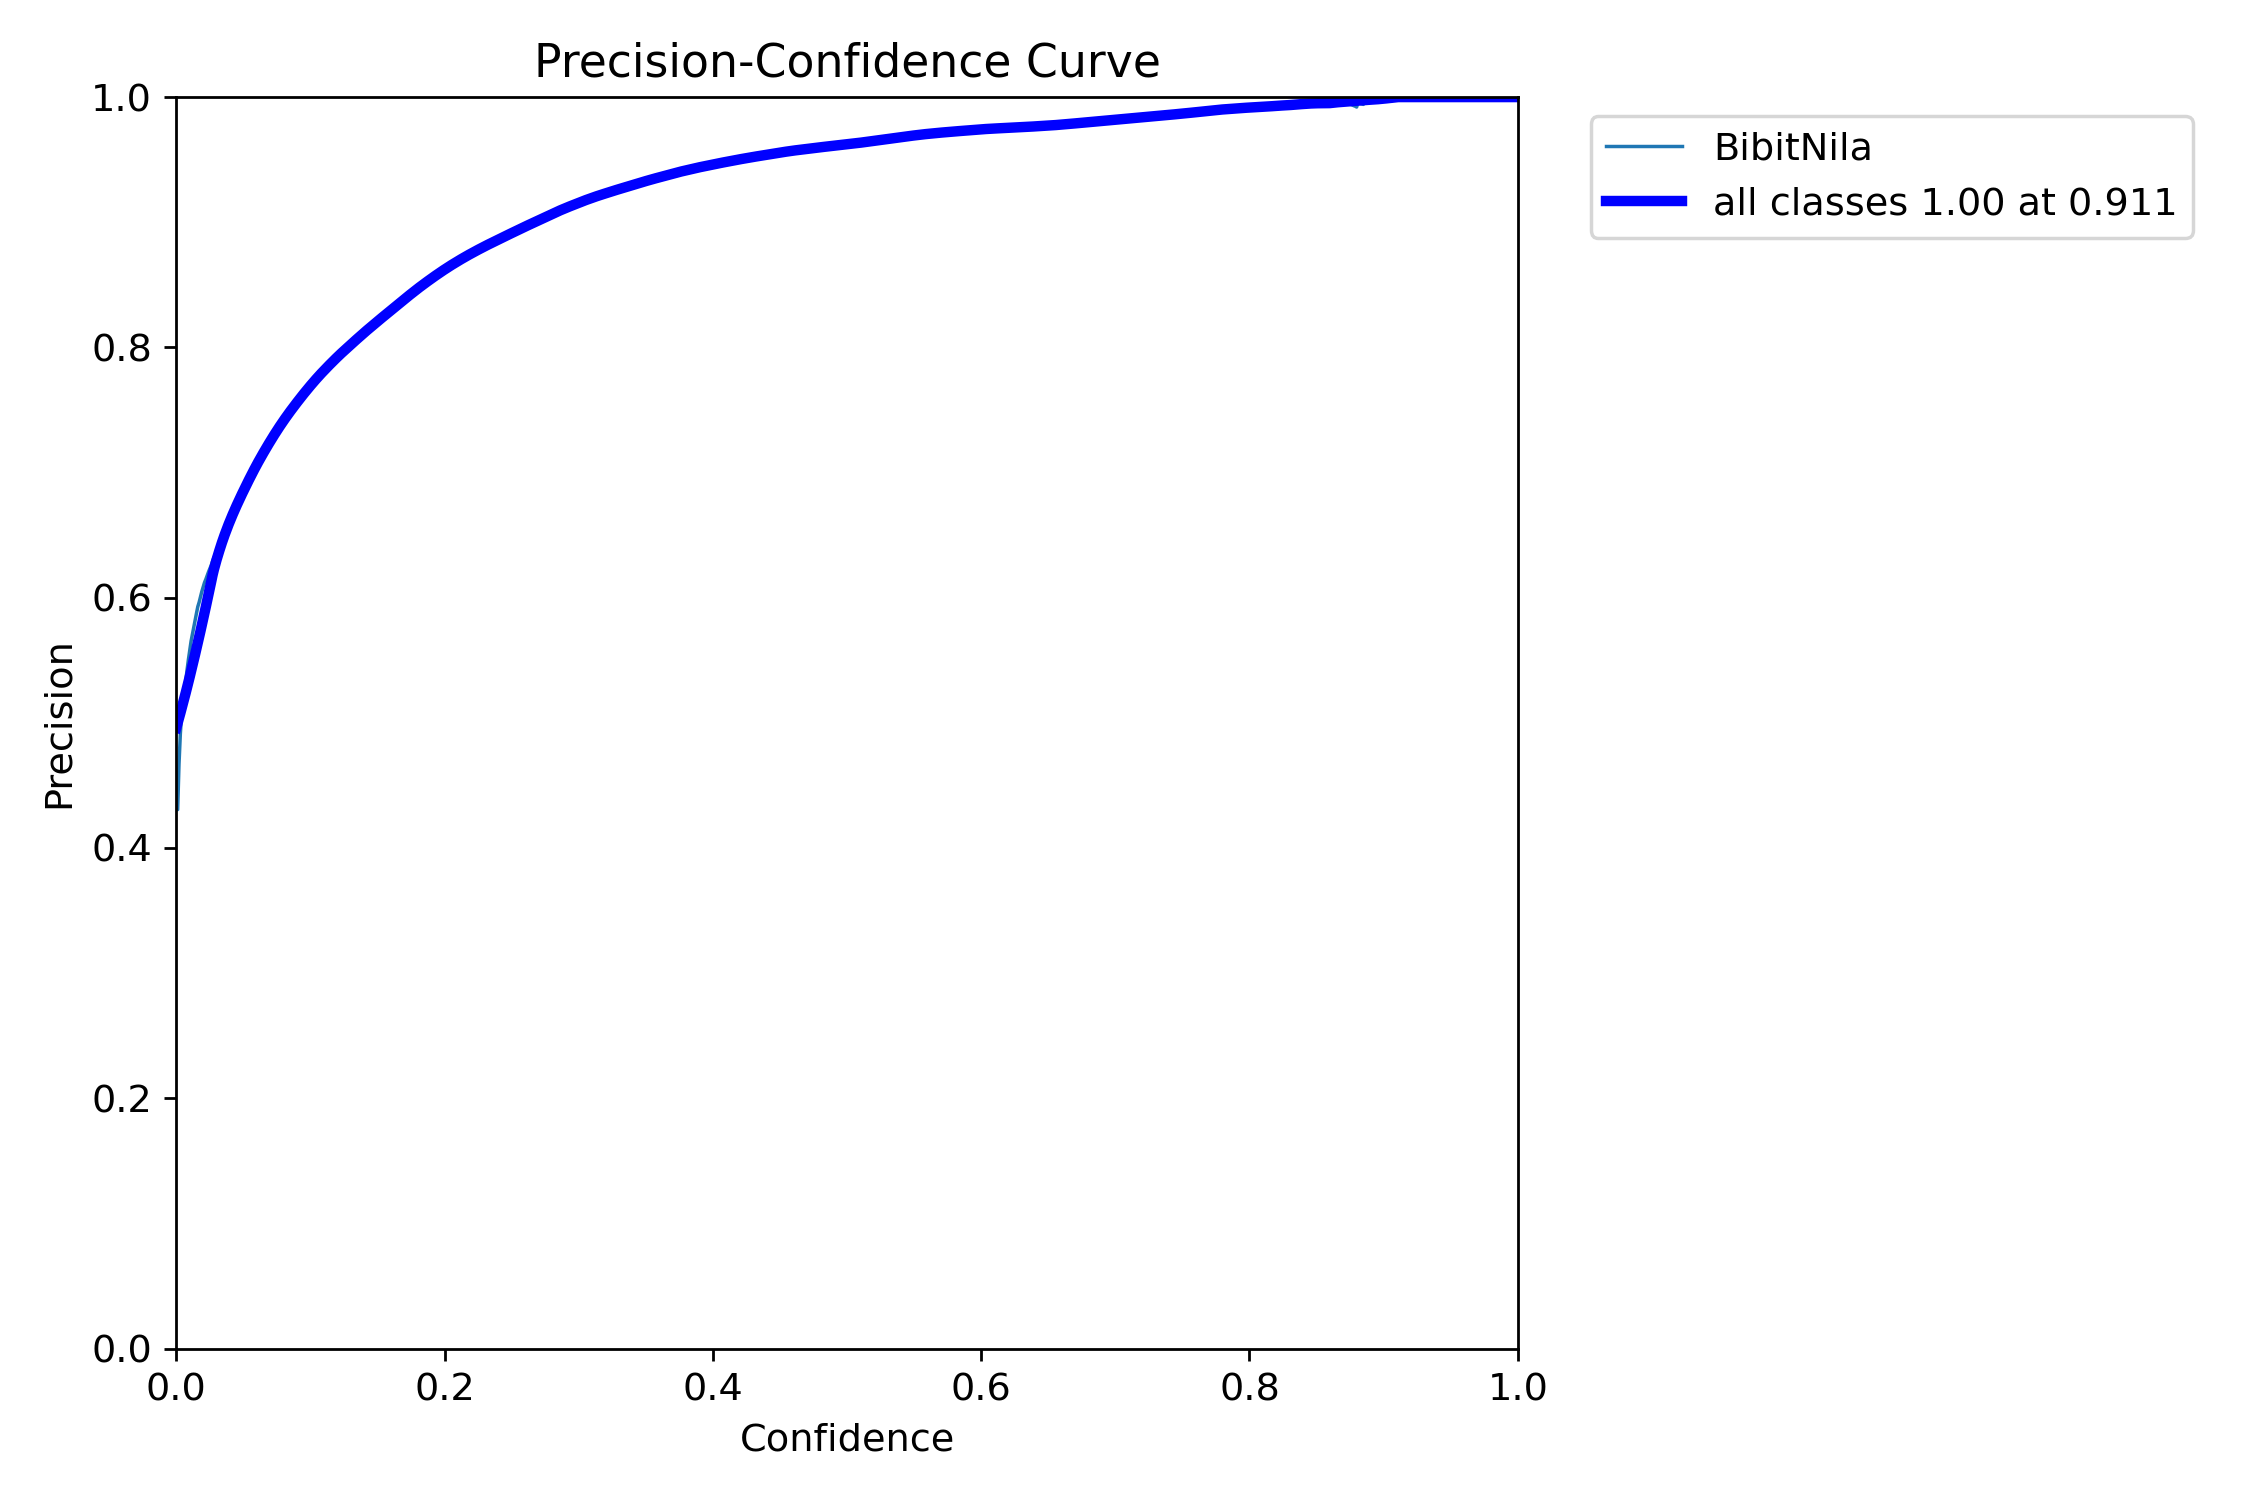 Precision-Confidence Curve
1.0
0.8
0.6
0.4
0.2
0.0
Precision
0.0 0.2 0.4 0.6 0.8 1.0
Confidence
BibitNila
all classes 1.00 at 0.911